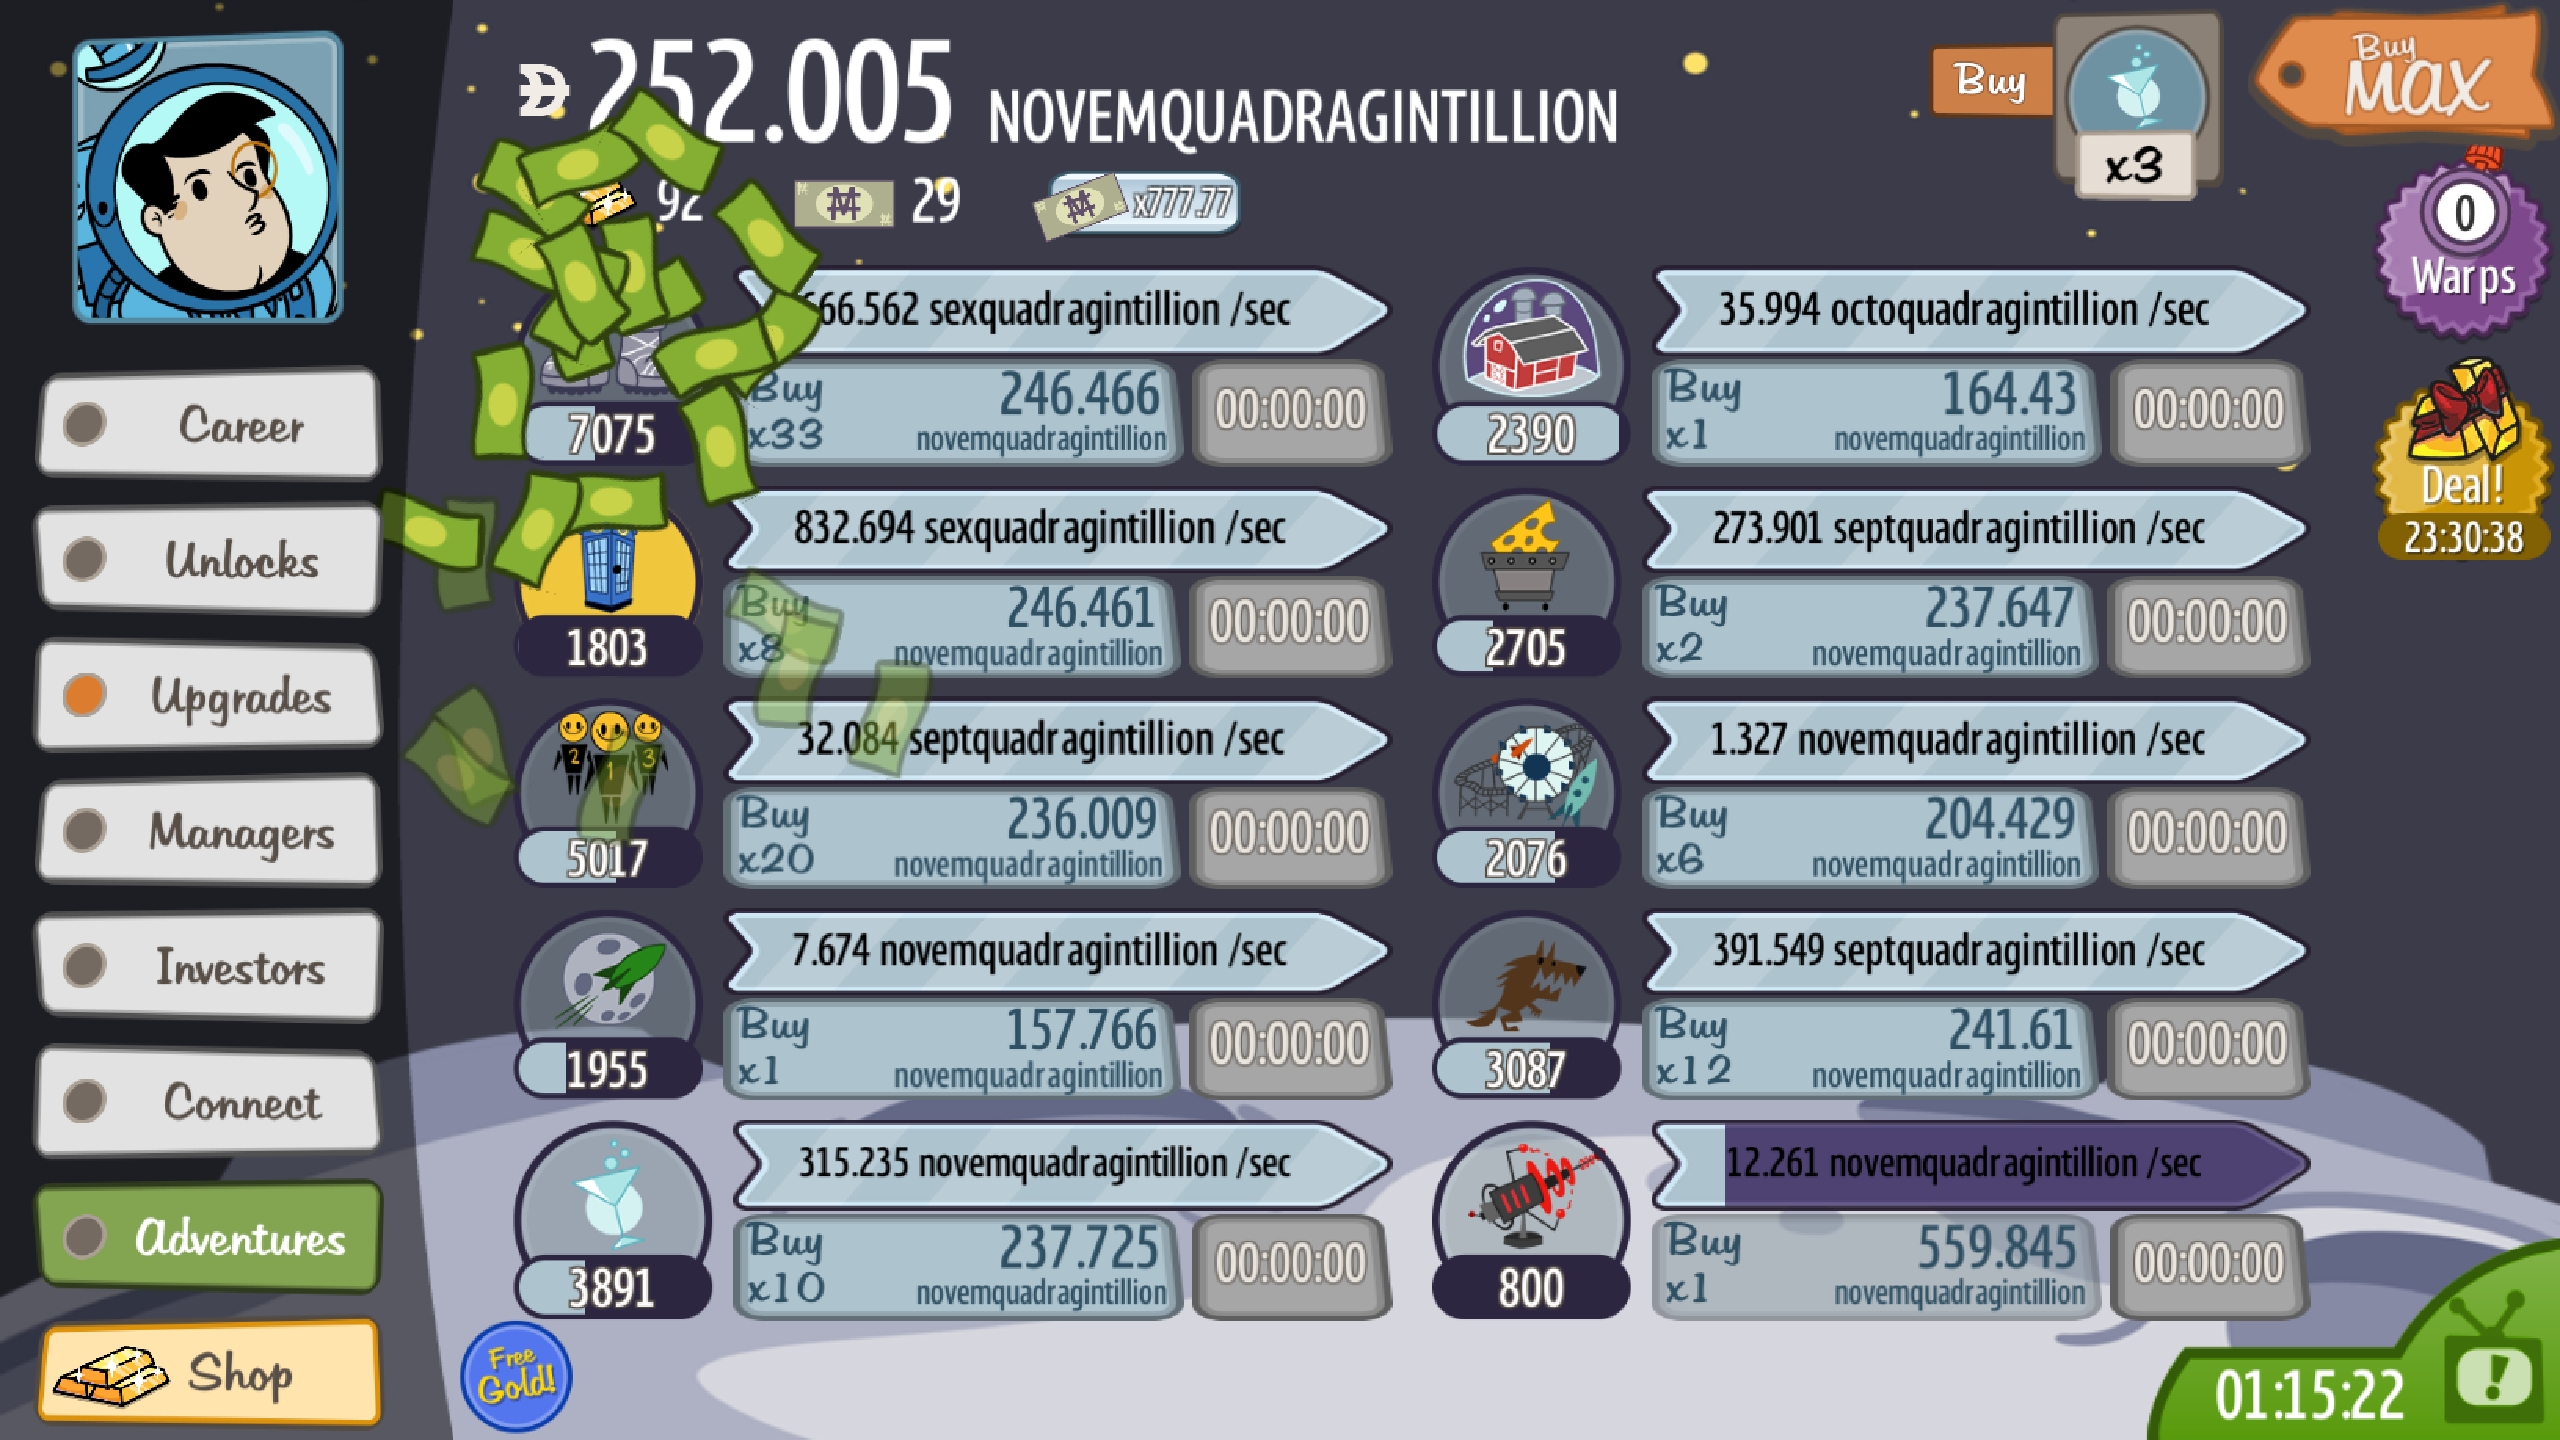 252.005 NOVEMQUADRAGINTILLION
92 29 x777.77
Buy
x3
Buy
MAX
0
Warps
Deal!
23:30:38
Career
Unlocks
Upgrades
Managers
Investors
Connect
Adventures
Shop
66.562 sexquadragintillion /sec
7075
Buy 246.466
x33 novemquadragintillion
00:00:00
35.994 octoquadragintillion /sec
2390
Buy 164.43
x1 novemquadragintillion
00:00:00
832.694 sexquadragintillion /sec
1803
Buy 246.461
x8 novemquadragintillion
00:00:00
273.901 septquadragintillion /sec
2705
Buy 237.647
x2 novemquadragintillion
00:00:00
32.084 septquadragintillion /sec
2 1 3
5017
Buy 236.009
x20 novemquadragintillion
00:00:00
1.327 novemquadragintillion /sec
2076
Buy 204.429
x6 novemquadragintillion
00:00:00
7.674 novemquadragintillion /sec
1955
Buy 157.766
x1 novemquadragintillion
00:00:00
391.549 septquadragintillion /sec
3087
Buy 241.61
x12 novemquadragintillion
00:00:00
315.235 novemquadragintillion /sec
3891
Buy 237.725
x10 novemquadragintillion
00:00:00
12.261 novemquadragintillion /sec
800
Buy 559.845
x1 novemquadragintillion
00:00:00
Free
Gold!
01:15:22
!